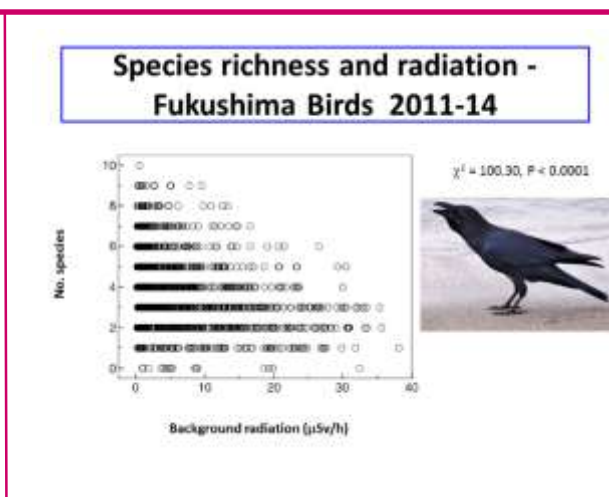 Species richness and radiation -
Fukushima Birds 2011-14
χ² = 100.30, P < 0.0001
10
8
6
4
2
0
No. species
0 10 20 30 40
Background radiation (µSv/h)